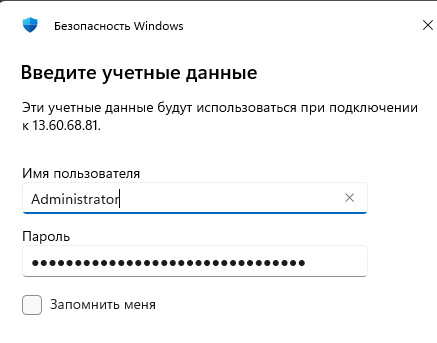 Безопасность Windows
Введите учетные данные
Эти учетные данные будут использоваться при подключении
к 13.60.68.81.
Имя пользователя
Administrator
Пароль
●●●●●●●●●●●●●●●●●●●●●●●●●●●●●●●●
Запомнить меня